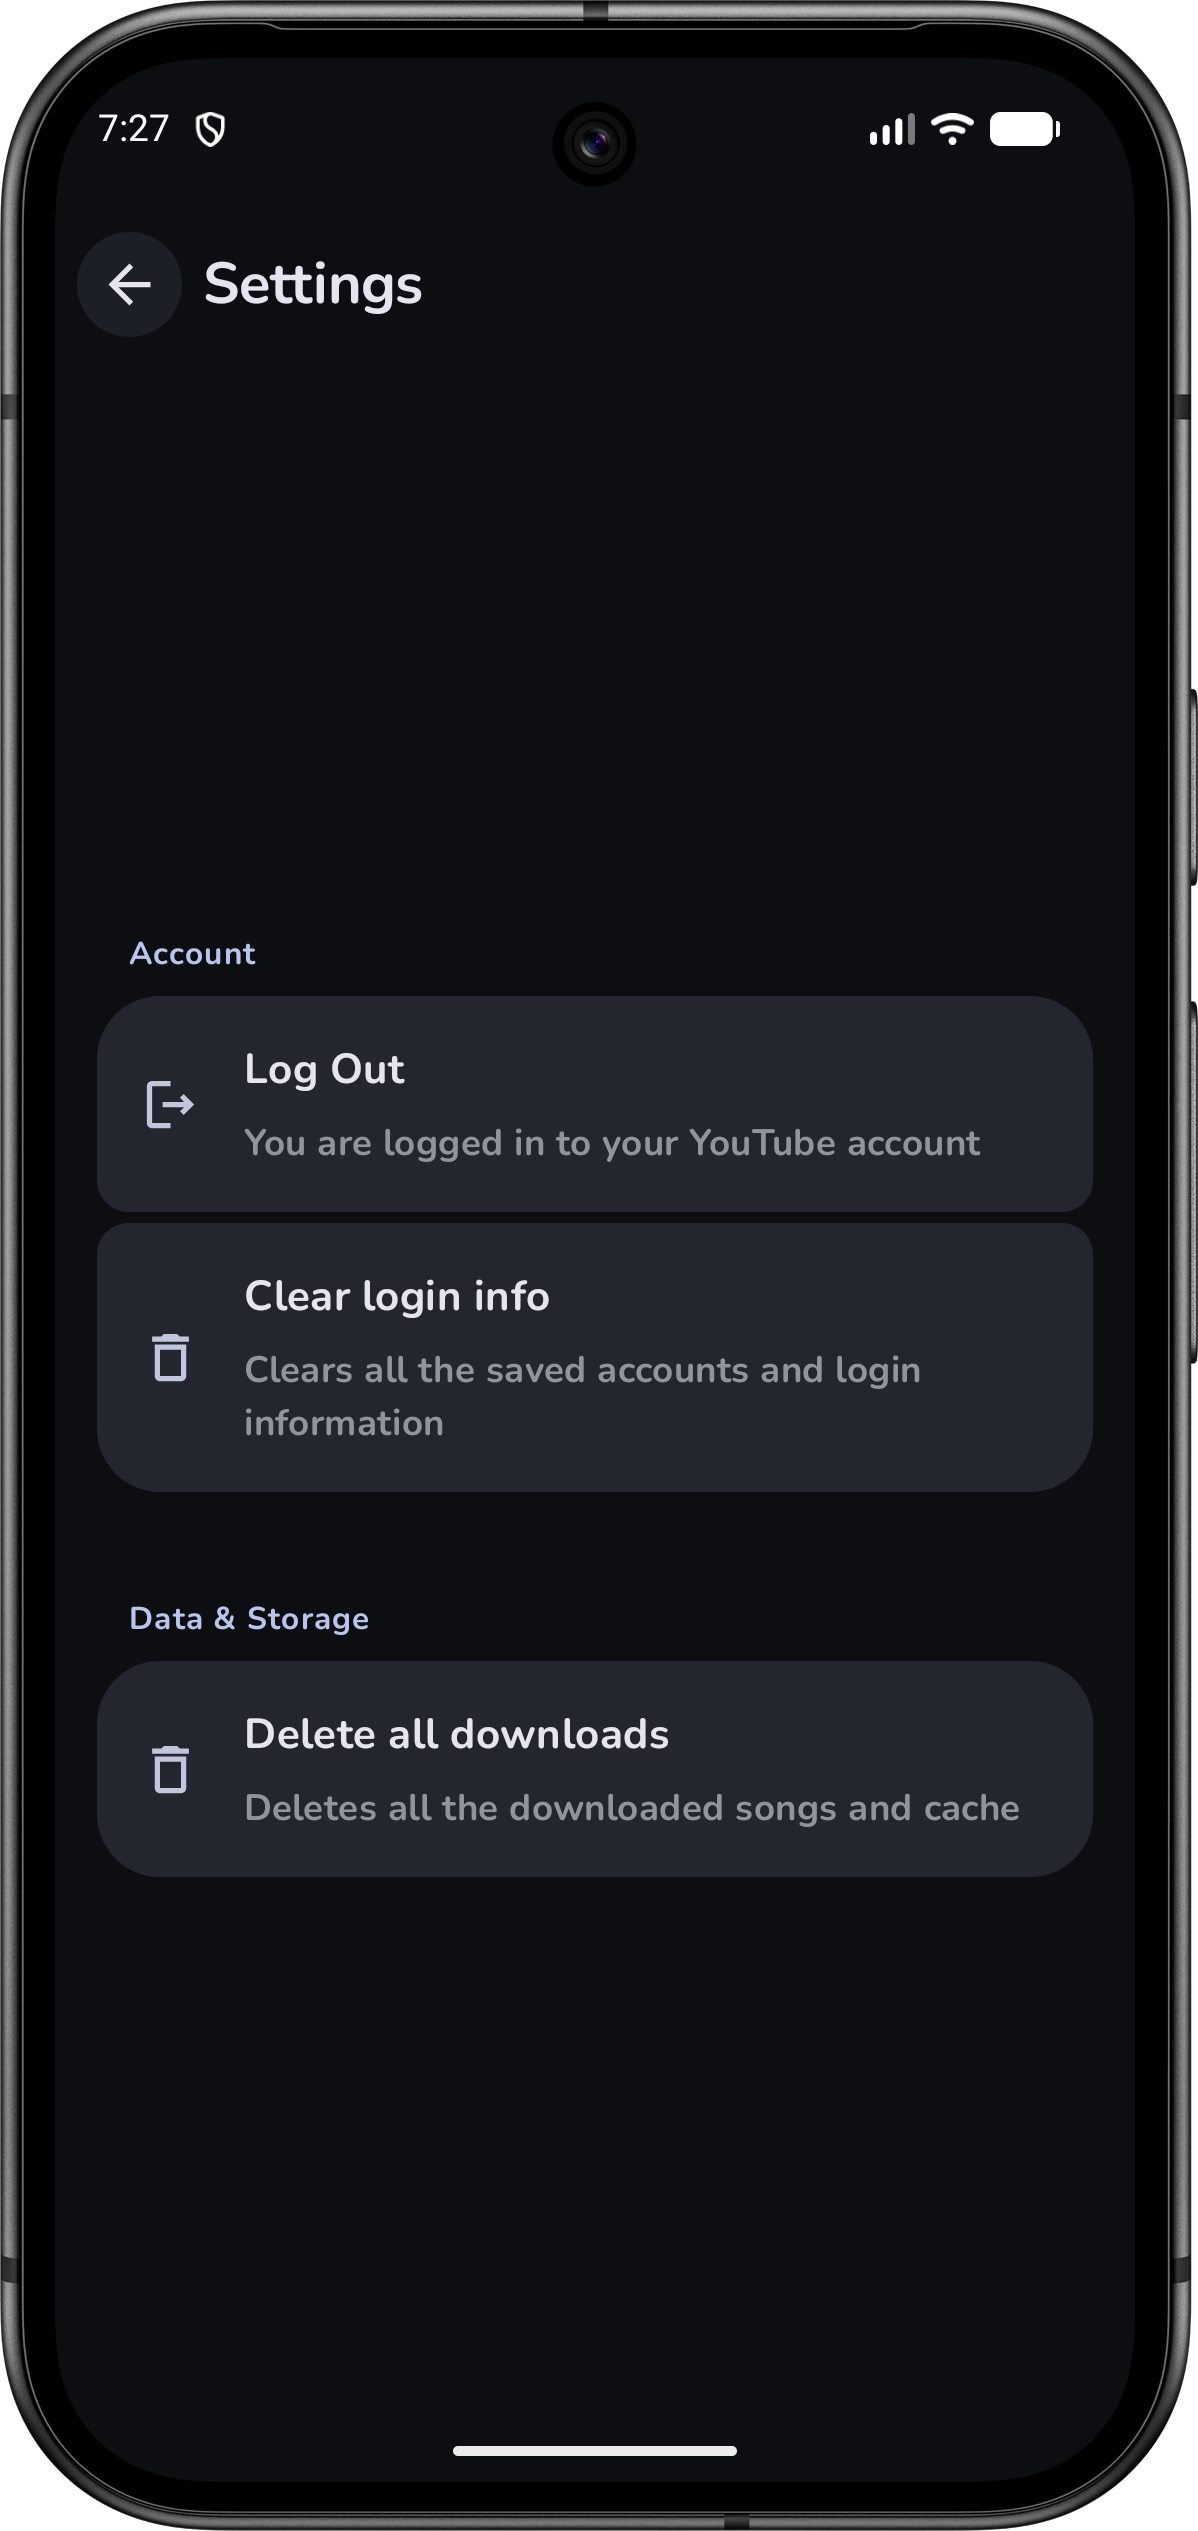 7:27
Settings
Account
Log Out
You are logged in to your YouTube account
Clear login info
Clears all the saved accounts and login
information
Data & Storage
Delete all downloads
Deletes all the downloaded songs and cache